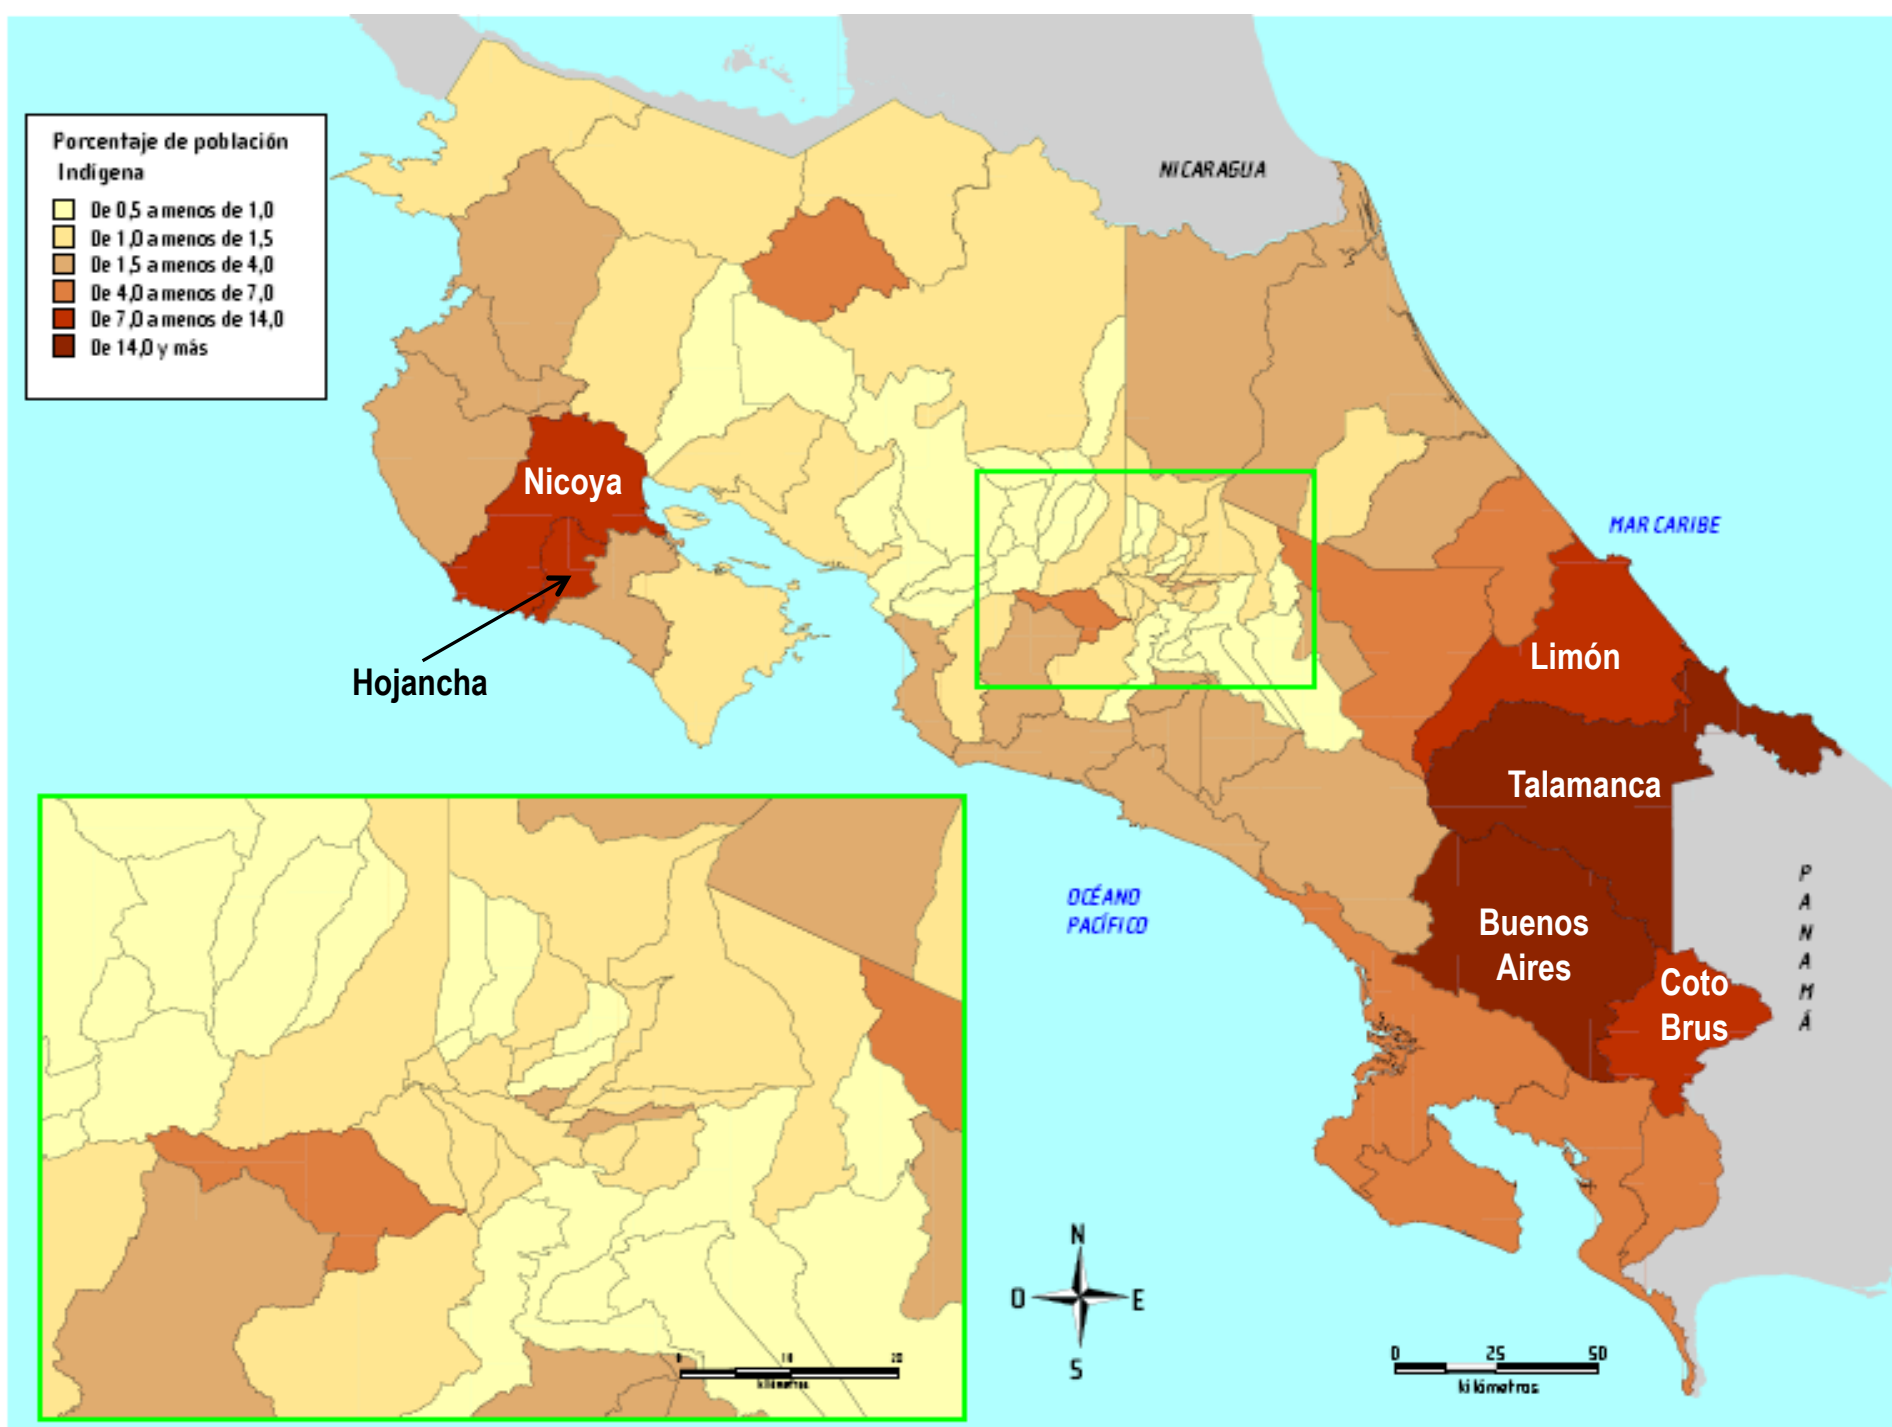 Porcentaje de población
Indígena
De 0,5 a menos de 1,0
De 1,0 a menos de 1,5
De 1,5 a menos de 4,0
De 4,0 a menos de 7,0
De 7,0 a menos de 14,0
De 14,0 y más
NICARAGUA
Nicoya
MAR CARIBE
Hojancha
Limón
Talamanca
OCÉANO
PACÍFICO
Buenos
Aires
Coto
Brus
PANAMÁ
N
O
E
S
0 10 20
kilómetros
0 25 50
kilómetros